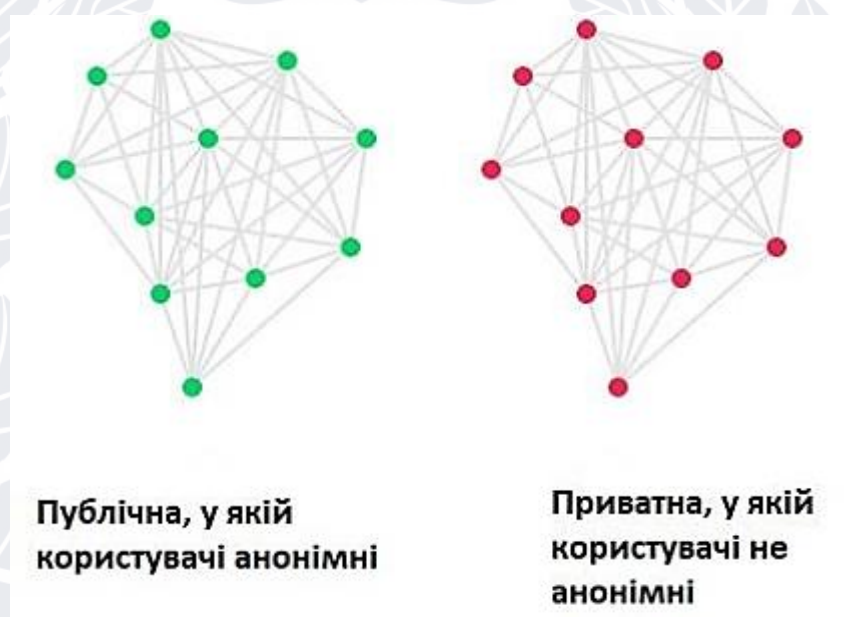 Публічна, у якій
користувачі анонімні
Приватна, у якій
користувачі не
анонімні